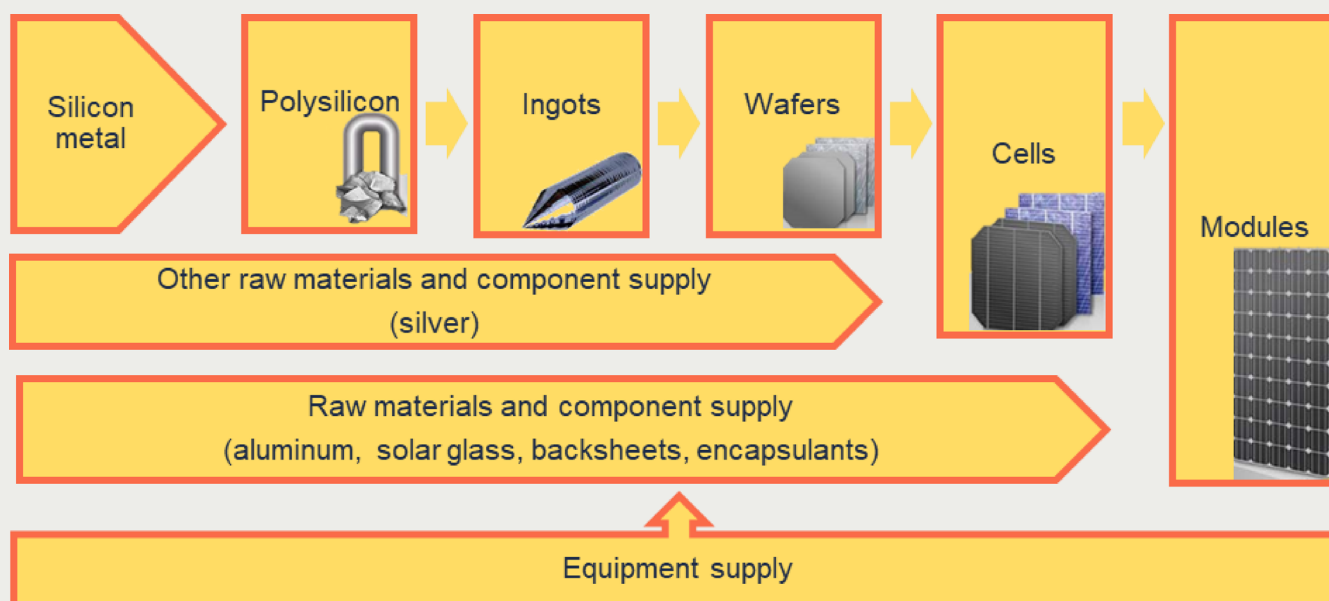 Silicon
metal
Polysilicon
Ingots
Wafers
Cells
Modules
Other raw materials and component supply
(silver)
Raw materials and component supply
(aluminum, solar glass, backsheets, encapsulants)
Equipment supply